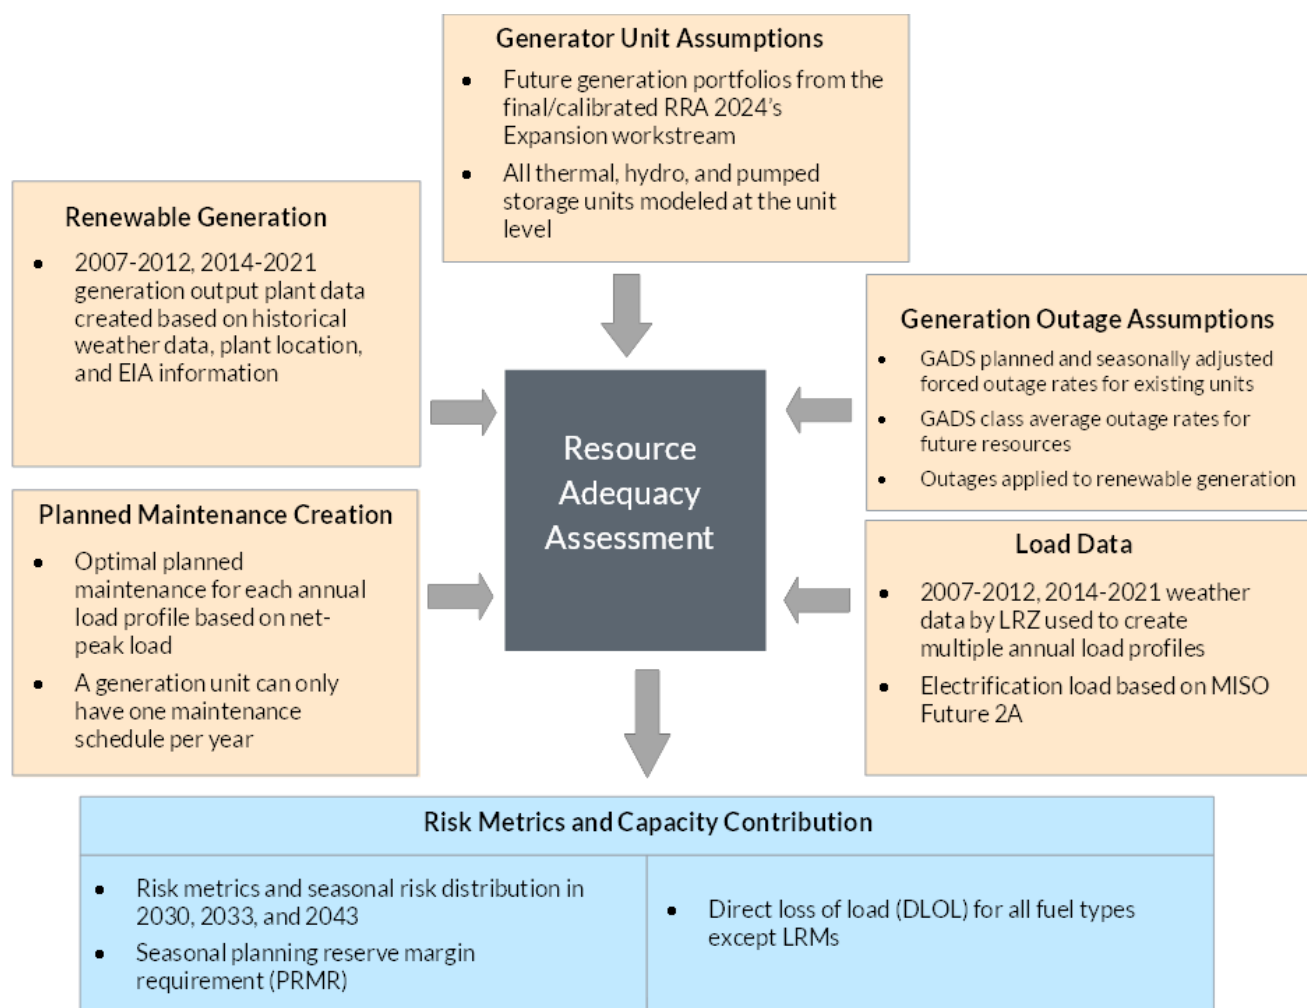 Generator Unit Assumptions
• Future generation portfolios from the
final/calibrated RRA 2024's
Expansion workstream
• All thermal, hydro, and pumped
storage units modeled at the unit
level
Renewable Generation
• 2007-2012, 2014-2021
generation output plant data
created based on historical
weather data, plant location,
and EIA information
Generation Outage Assumptions
• GADS planned and seasonally adjusted
forced outage rates for existing units
• GADS class average outage rates for
future resources
• Outages applied to renewable generation
Resource
Adequacy
Assessment
Planned Maintenance Creation
• Optimal planned
maintenance for each annual
load profile based on net-
peak load
• A generation unit can only
have one maintenance
schedule per year
Load Data
• 2007-2012, 2014-2021 weather
data by LRZ used to create
multiple annual load profiles
• Electrification load based on MISO
Future 2A
Risk Metrics and Capacity Contribution
• Risk metrics and seasonal risk distribution in
2030, 2033, and 2043
• Seasonal planning reserve margin
requirement (PRMR)
• Direct loss of load (DLOL) for all fuel types
except LRMs